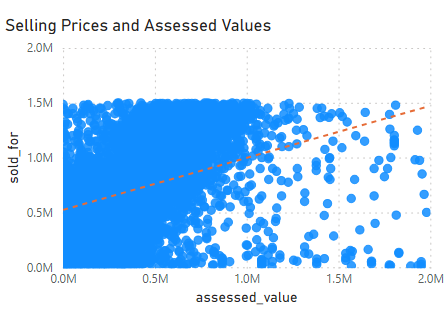 Selling Prices and Assessed Values
2.0M
1.5M
1.0M
0.5M
0.0M
sold_for
0.0M 0.5M 1.0M 1.5M 2.0M
assessed_value